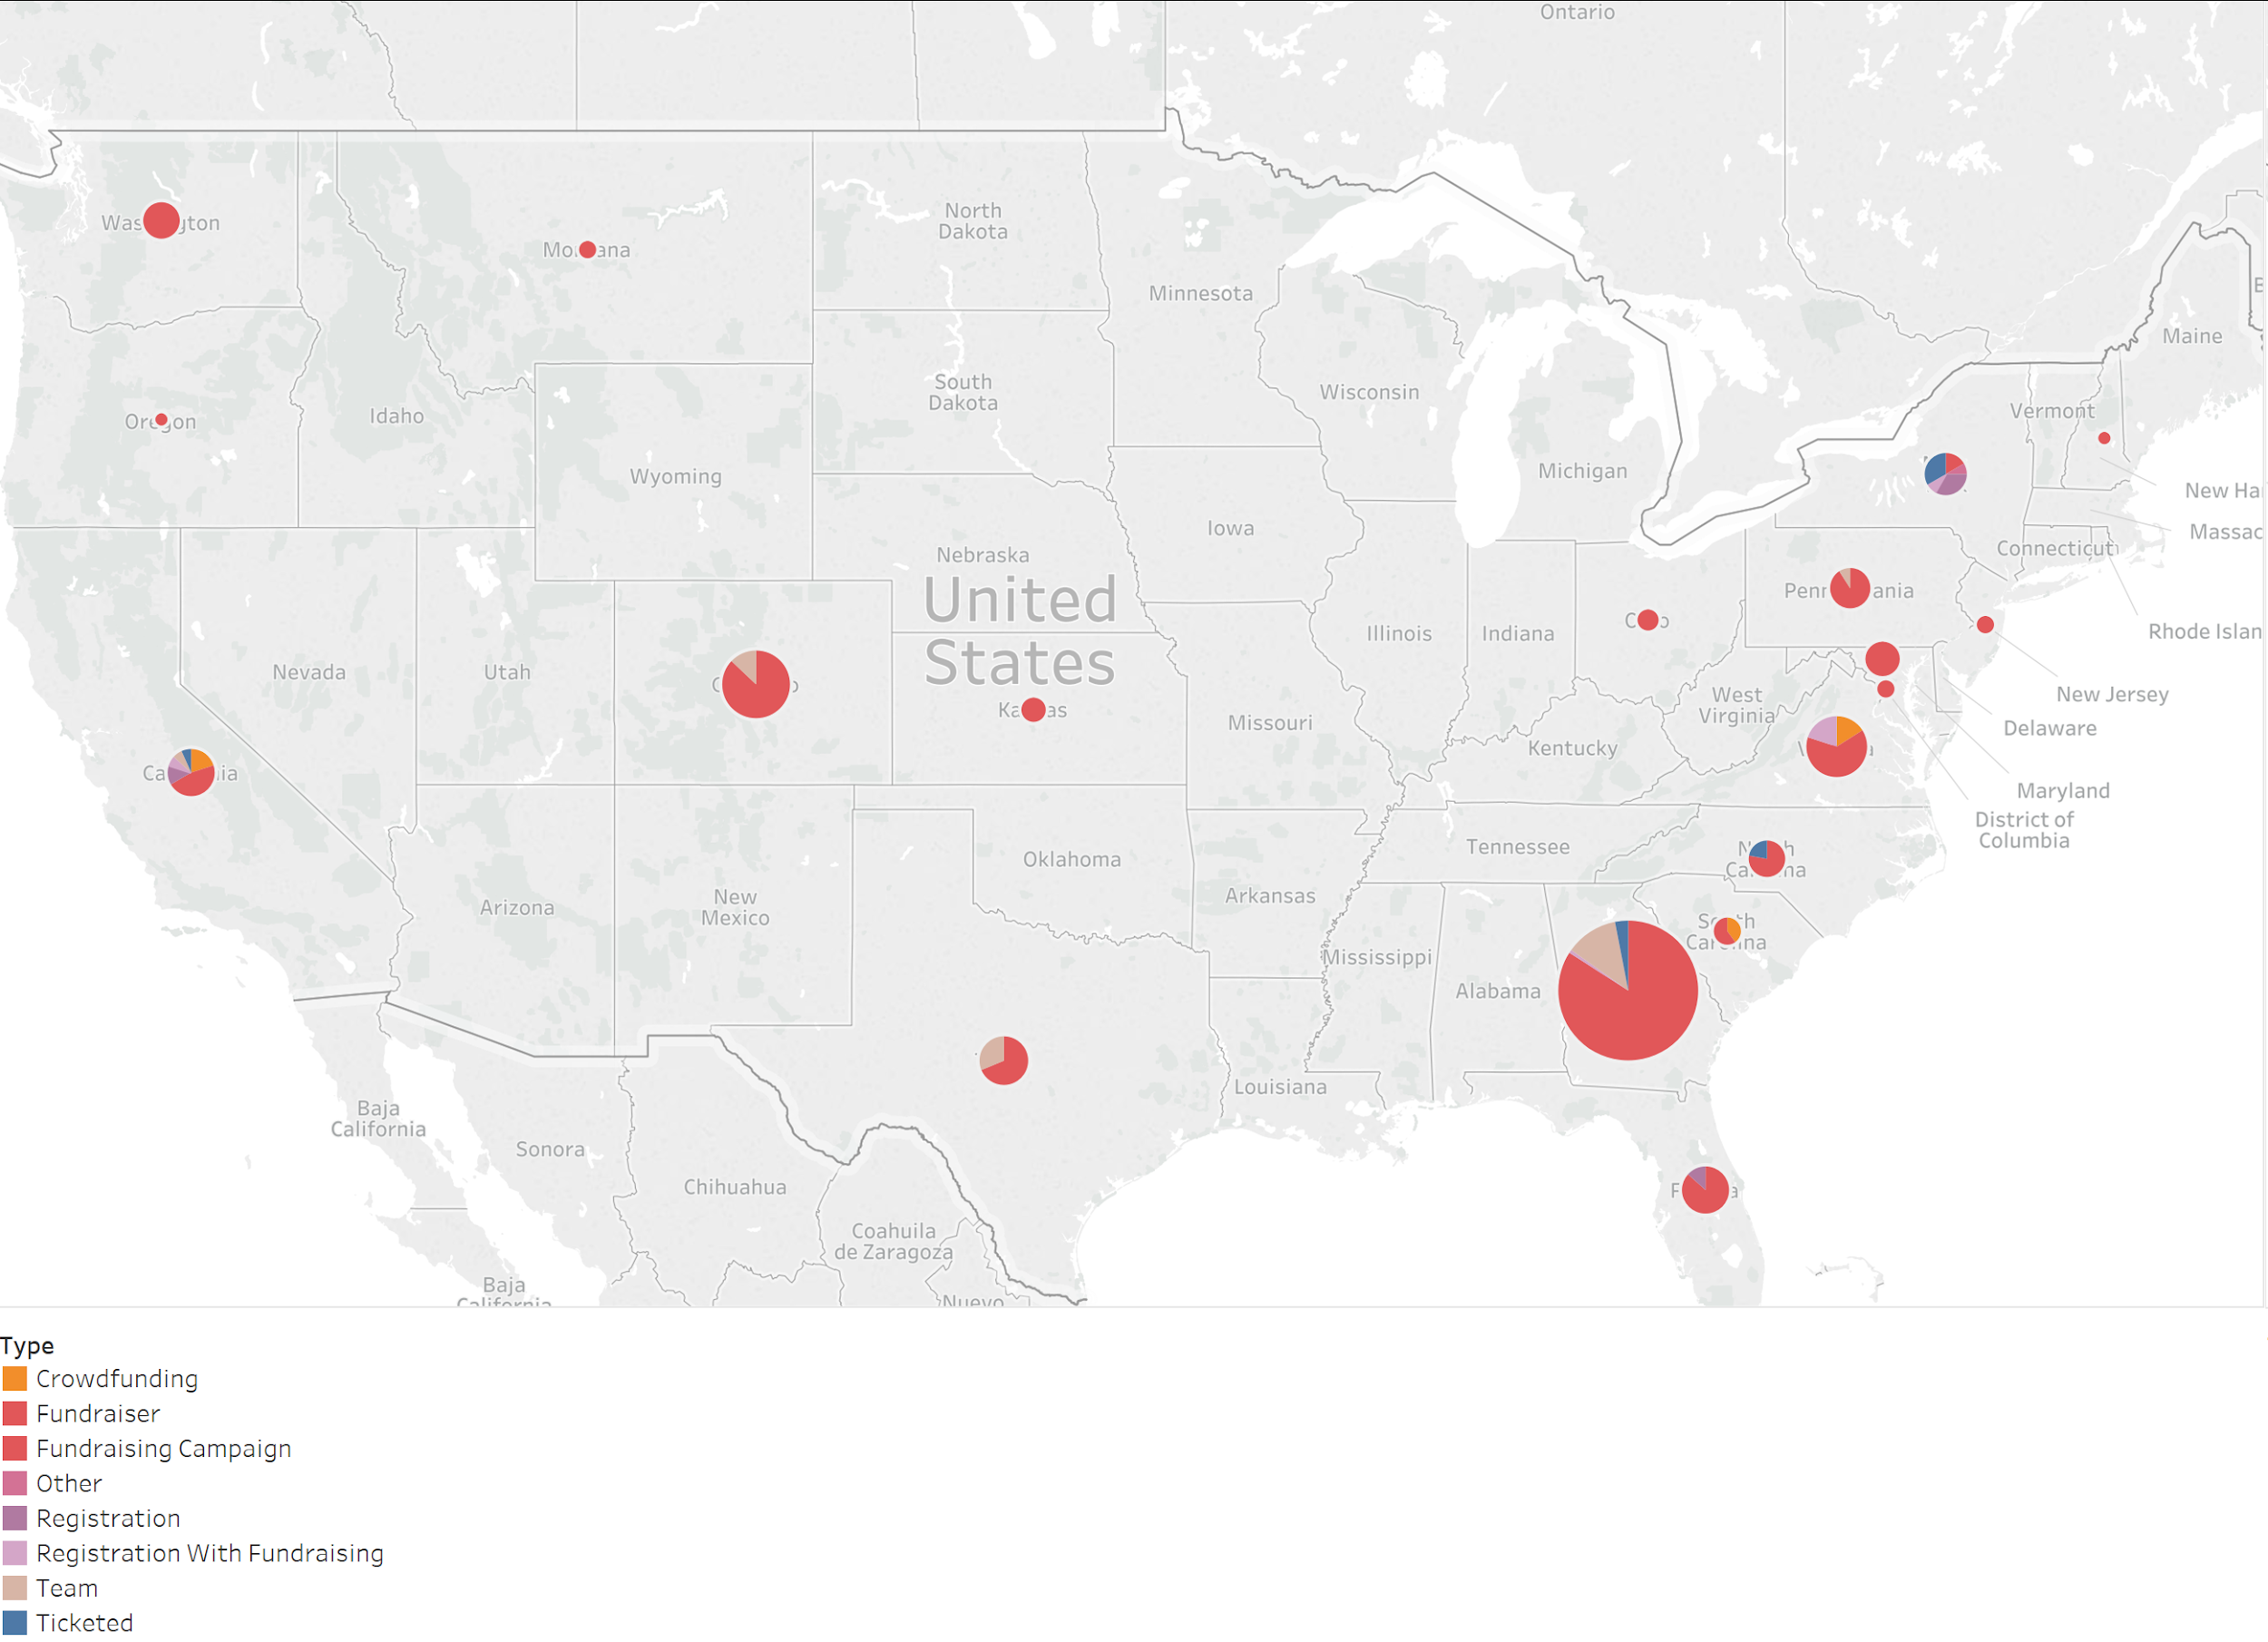 Ontario
North
Dakota
Minnesota
Maine
South
Dakota
Wisconsin
Vermont
Idaho
Wyoming
Michigan
New Ha
Iowa
Massac
Nebraska
Connecticut
United
States
Illinois
Indiana
Rhode Islan
Nevada
Utah
New Jersey
West
Virginia
Missouri
Delaware
Kentucky
Maryland
District of
Columbia
Tennessee
Oklahoma
Arkansas
New
Mexico
Arizona
Mississippi
Alabama
Louisiana
Baja
California
Sonora
Chihuahua
Coahuila
de Zaragoza
Baja
California
Nuevo
Type
Crowdfunding
Fundraiser
Fundraising Campaign
Other
Registration
Registration With Fundraising
Team
Ticketed